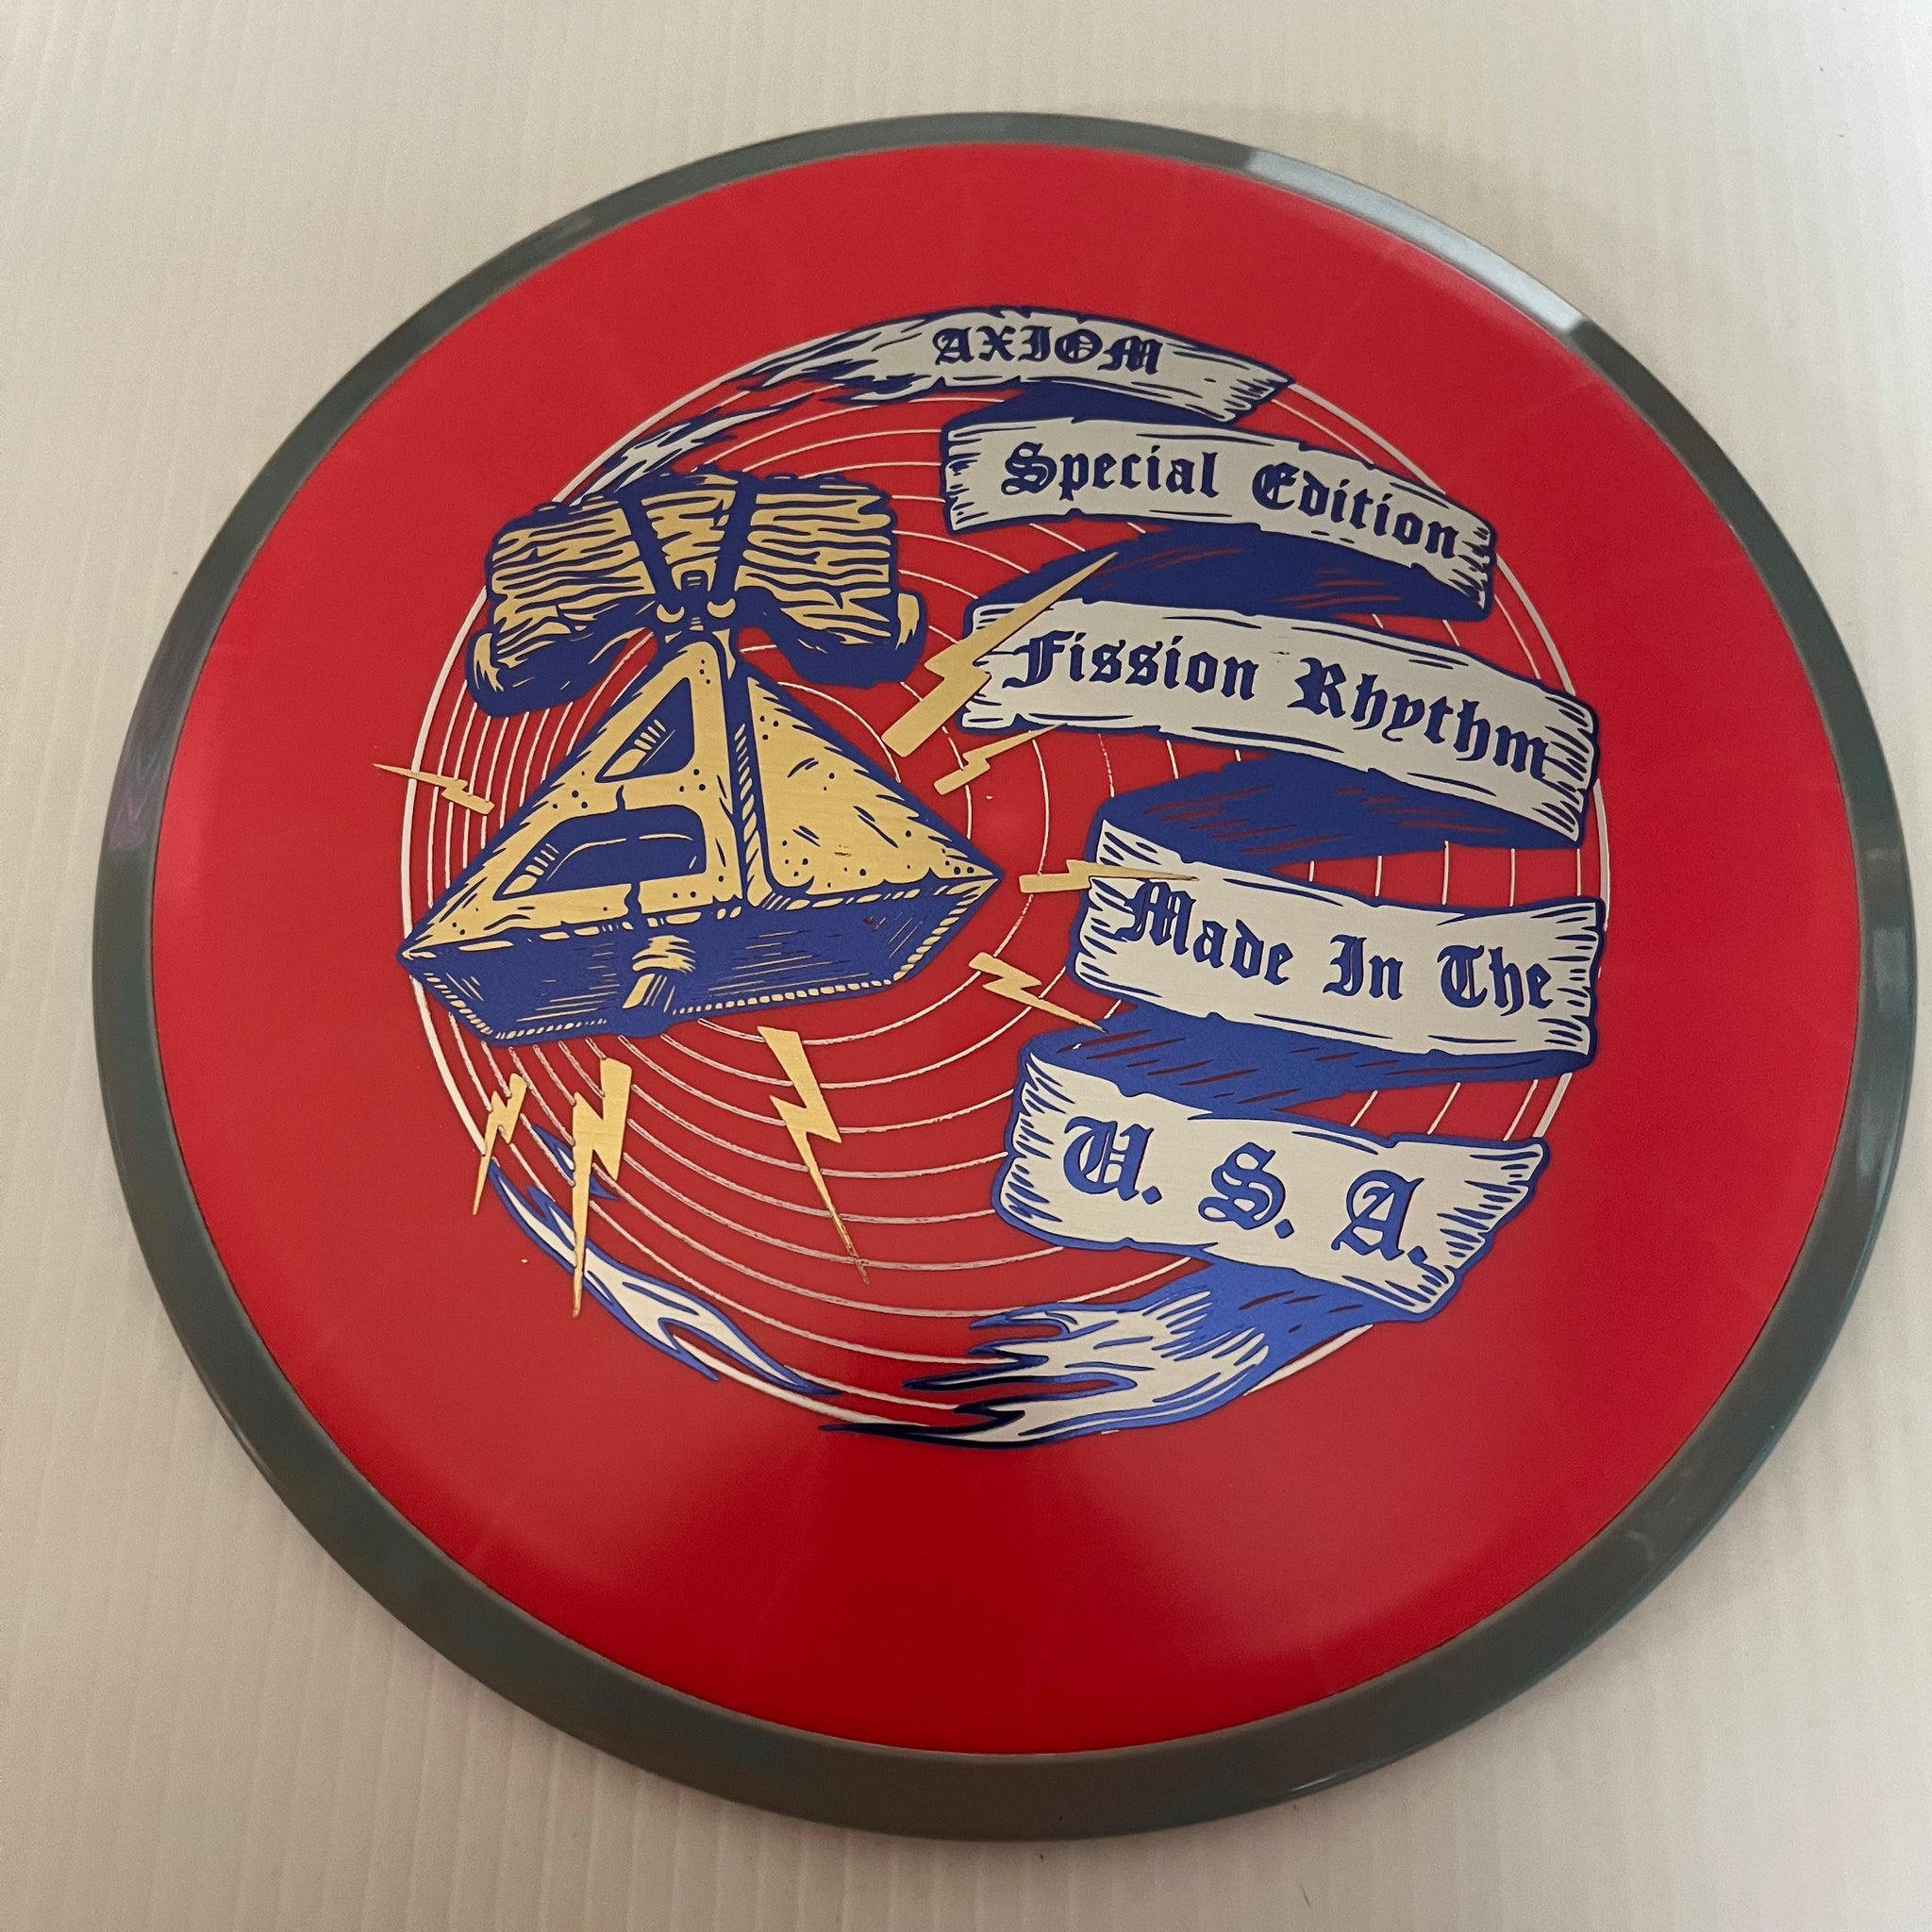 AXIOM
Special Edition
Fission Rhythm
Made In The
U. S. A.